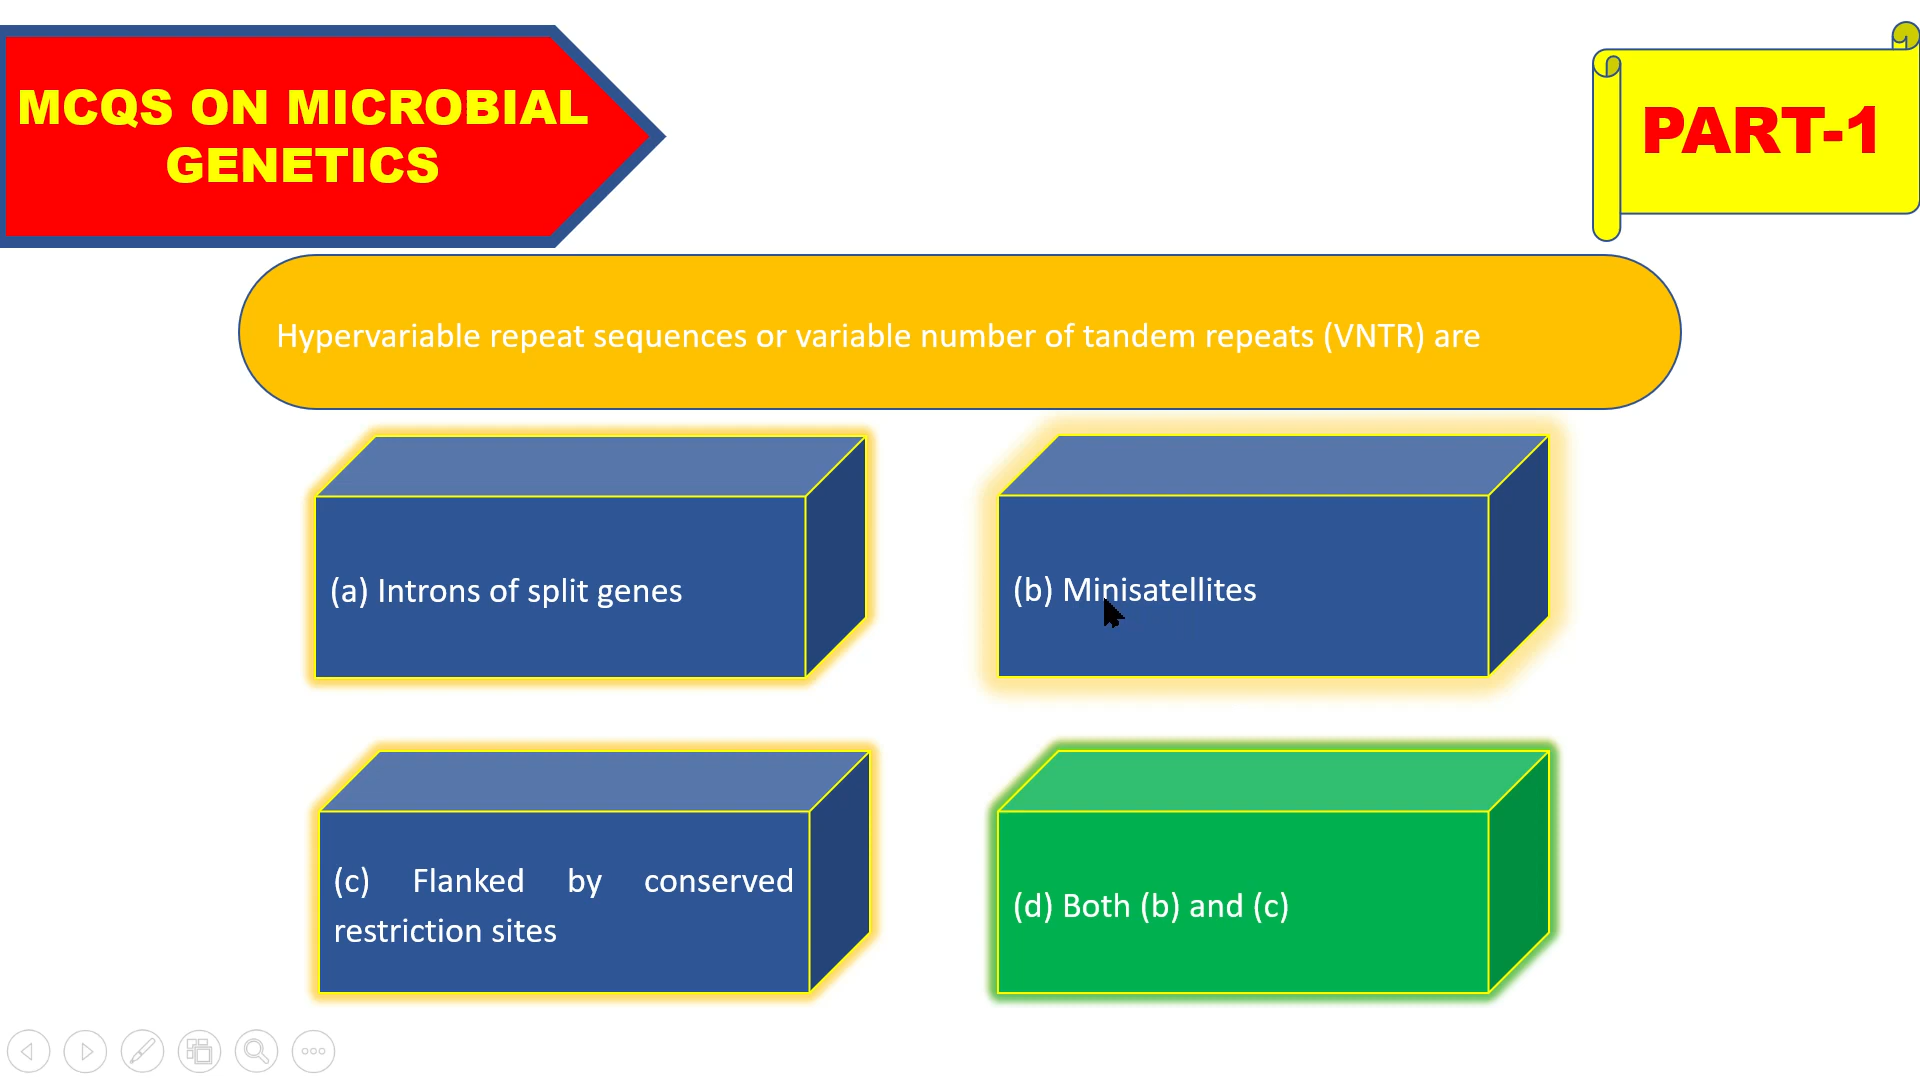 MCQS ON MICROBIAL
GENETICS
PART-1
Hypervariable repeat sequences or variable number of tandem repeats (VNTR) are
(a) Introns of split genes
(b) Minisatellites
(c) Flanked by conserved
restriction sites
(d) Both (b) and (c)